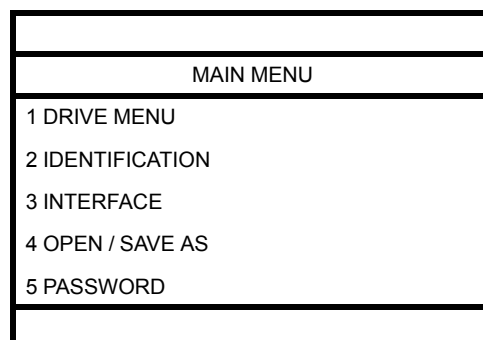 MAIN MENU
1 DRIVE MENU
2 IDENTIFICATION
3 INTERFACE
4 OPEN / SAVE AS
5 PASSWORD